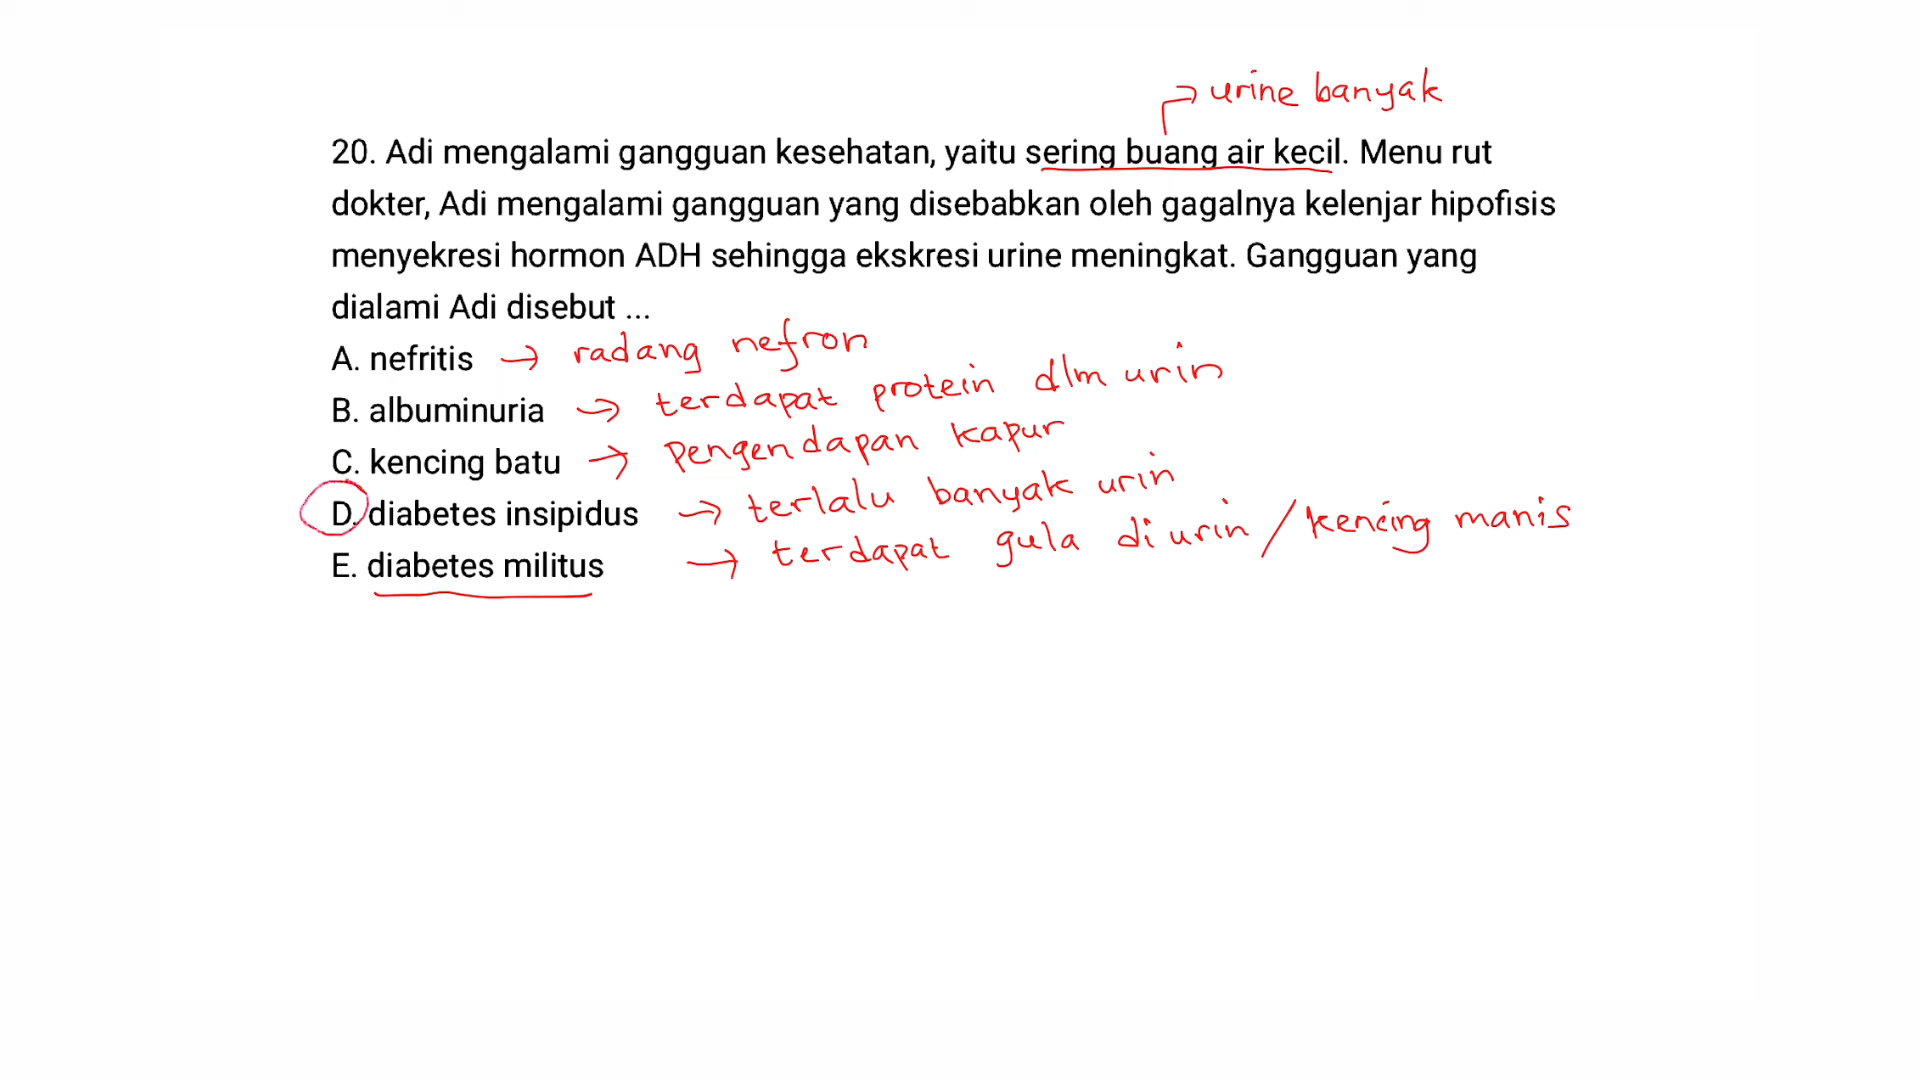 urine banyak
20. Adi mengalami gangguan kesehatan, yaitu sering buang air kecil. Menu rut
dokter, Adi mengalami gangguan yang disebabkan oleh gagalnya kelenjar hipofisis
menyekresi hormon ADH sehingga ekskresi urine meningkat. Gangguan yang
dialami Adi disebut ...
A. nefritis → radang nefron
B. albuminuria → terdapat protein dlm urin
C. kencing batu → Pengendapan kapur
D. diabetes insipidus → terlalu banyak urin
E. diabetes militus → terdapat gula di urin / kencing manis